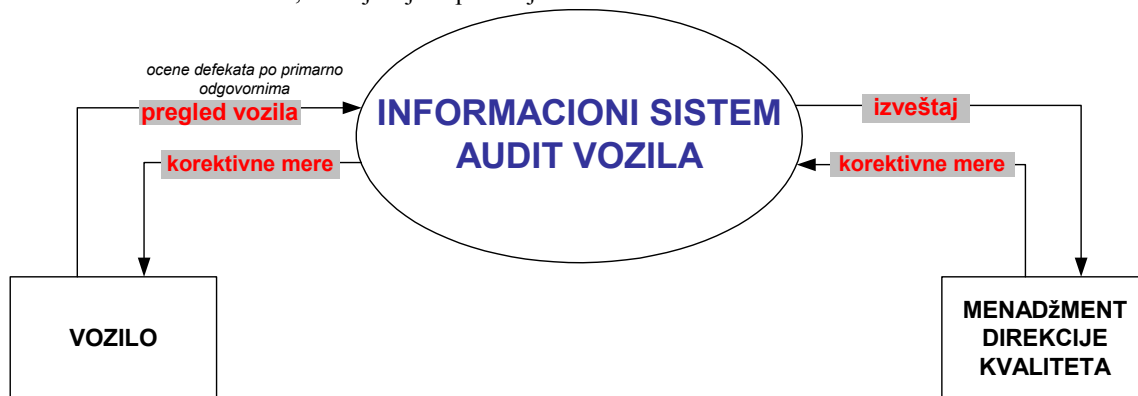 ocene defekata po primarno
odgovornima
pregled vozila
korektivne mere
INFORMACIONI SISTEM
AUDIT VOZILA
izveštaj
korektivne mere
VOZILO
MENADžMENT
DIREKCIJE
KVALITETA